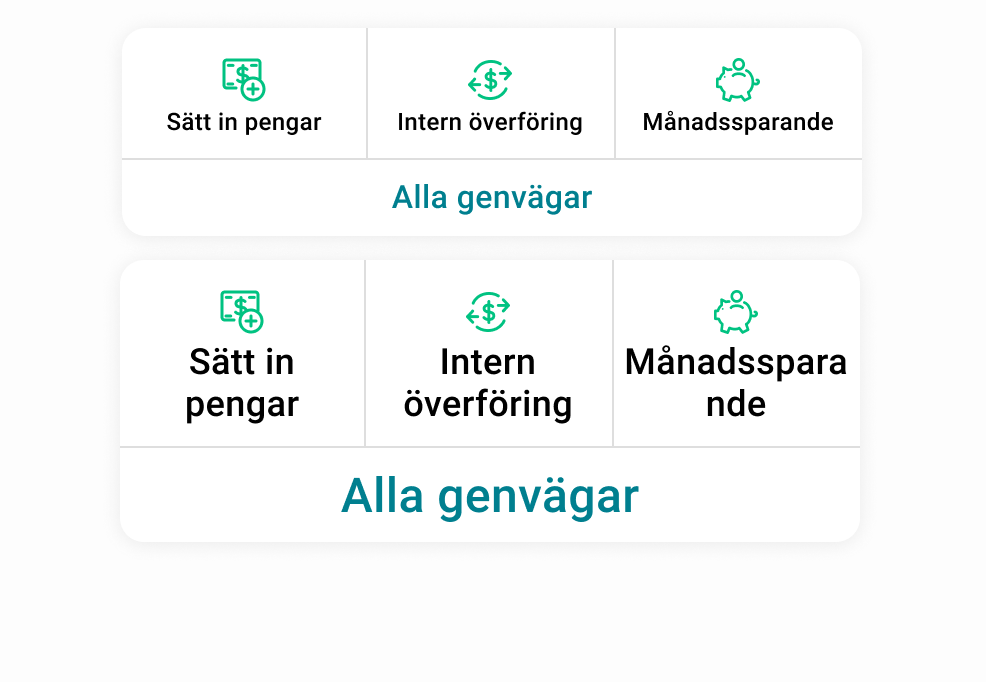 Sätt in pengar
Intern överföring
Månadssparande
Alla genvägar
Sätt in
pengar
Intern
överföring
Månadsspara
nde
Alla genvägar